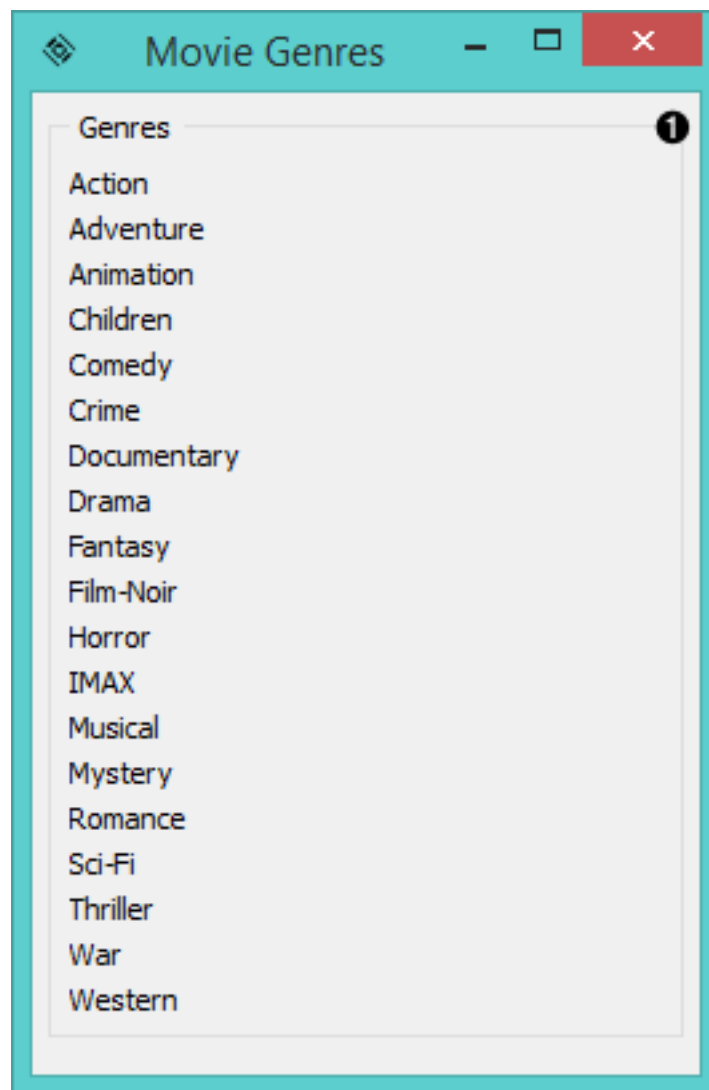 Movie Genres
Genres ❶
Action
Adventure
Animation
Children
Comedy
Crime
Documentary
Drama
Fantasy
Film-Noir
Horror
IMAX
Musical
Mystery
Romance
Sci-Fi
Thriller
War
Western